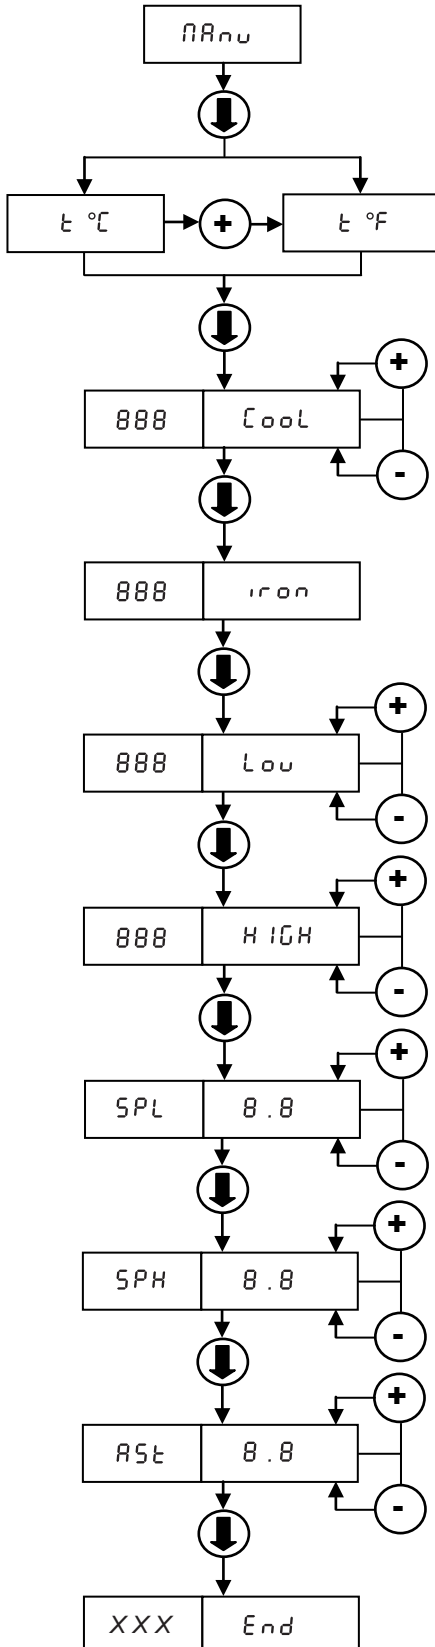 MAnu
t °C + t °F
+
888 CooL
-
888 iron
+
888 Lou
-
+
888 HIGH
-
+
SPL 8.8
-
+
SPH 8.8
-
+
ASt 8.8
-
XXX End